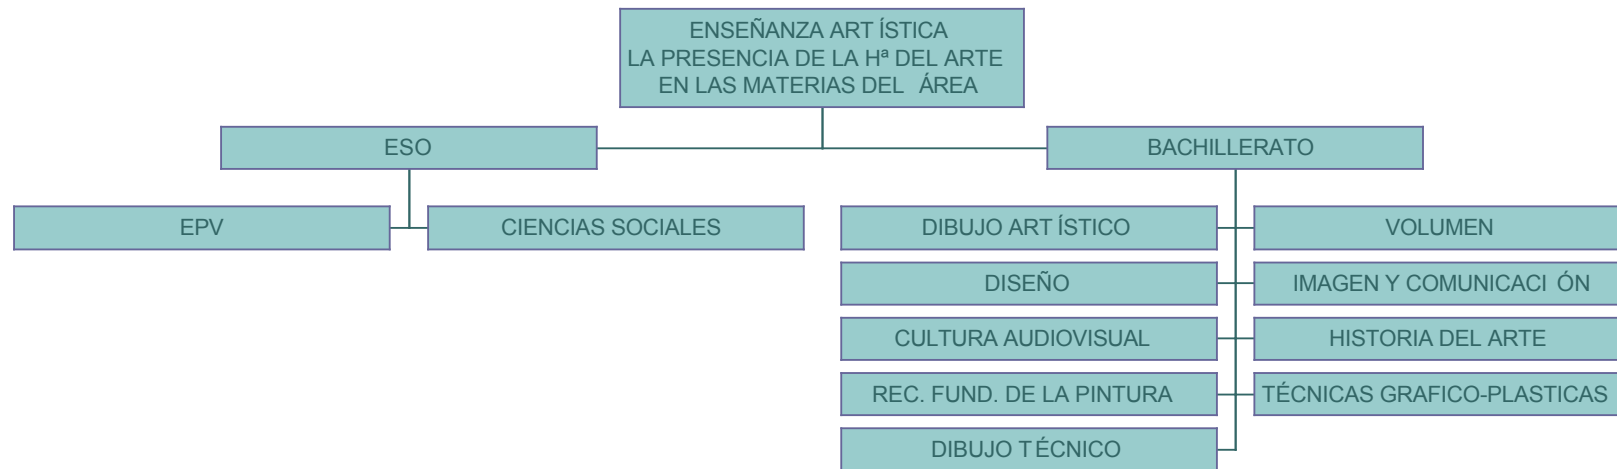 ENSEÑANZA ART ÍSTICA
LA PRESENCIA DE LA Hª DEL ARTE
EN LAS MATERIAS DEL ÁREA
ESO
BACHILLERATO
EPV
CIENCIAS SOCIALES
DIBUJO ART ÍSTICO
VOLUMEN
DISEÑO
IMAGEN Y COMUNICACI ÓN
CULTURA AUDIOVISUAL
HISTORIA DEL ARTE
REC. FUND. DE LA PINTURA
TÉCNICAS GRAFICO-PLASTICAS
DIBUJO T ÉCNICO